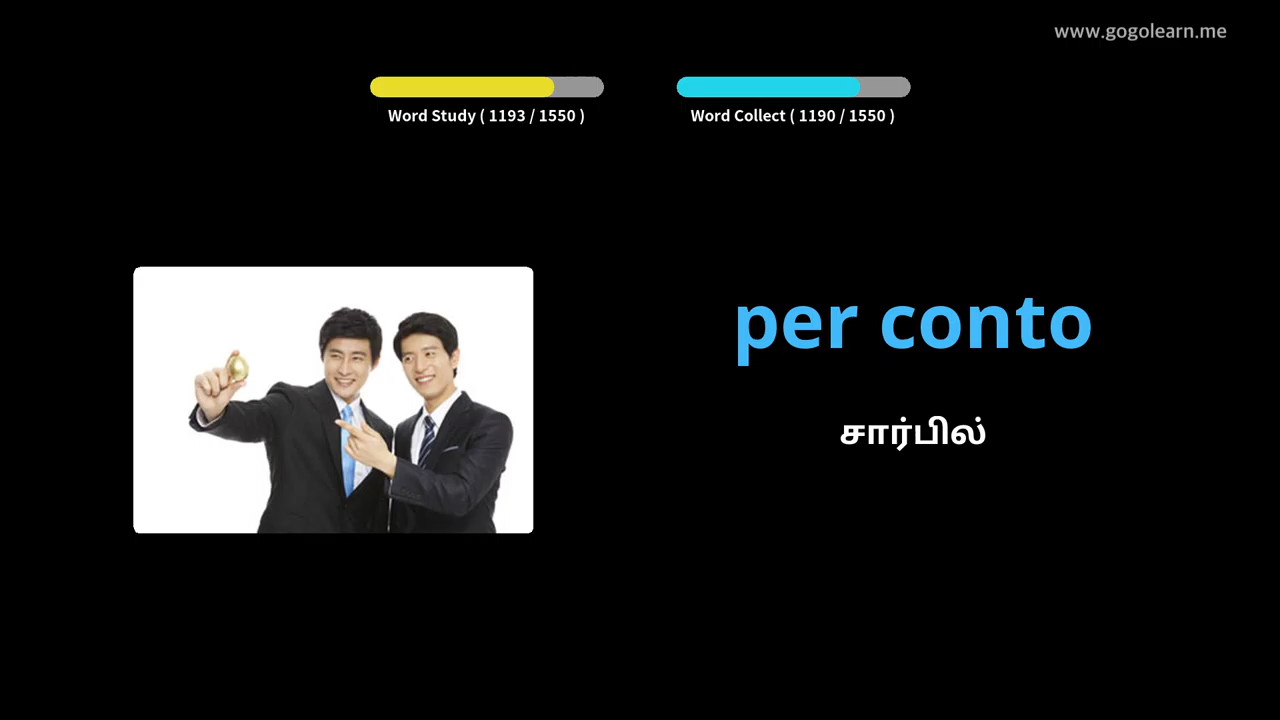 www.gogolearn.me
Word Study ( 1193 / 1550 )
Word Collect ( 1190 / 1550 )
per conto
சார்பில்